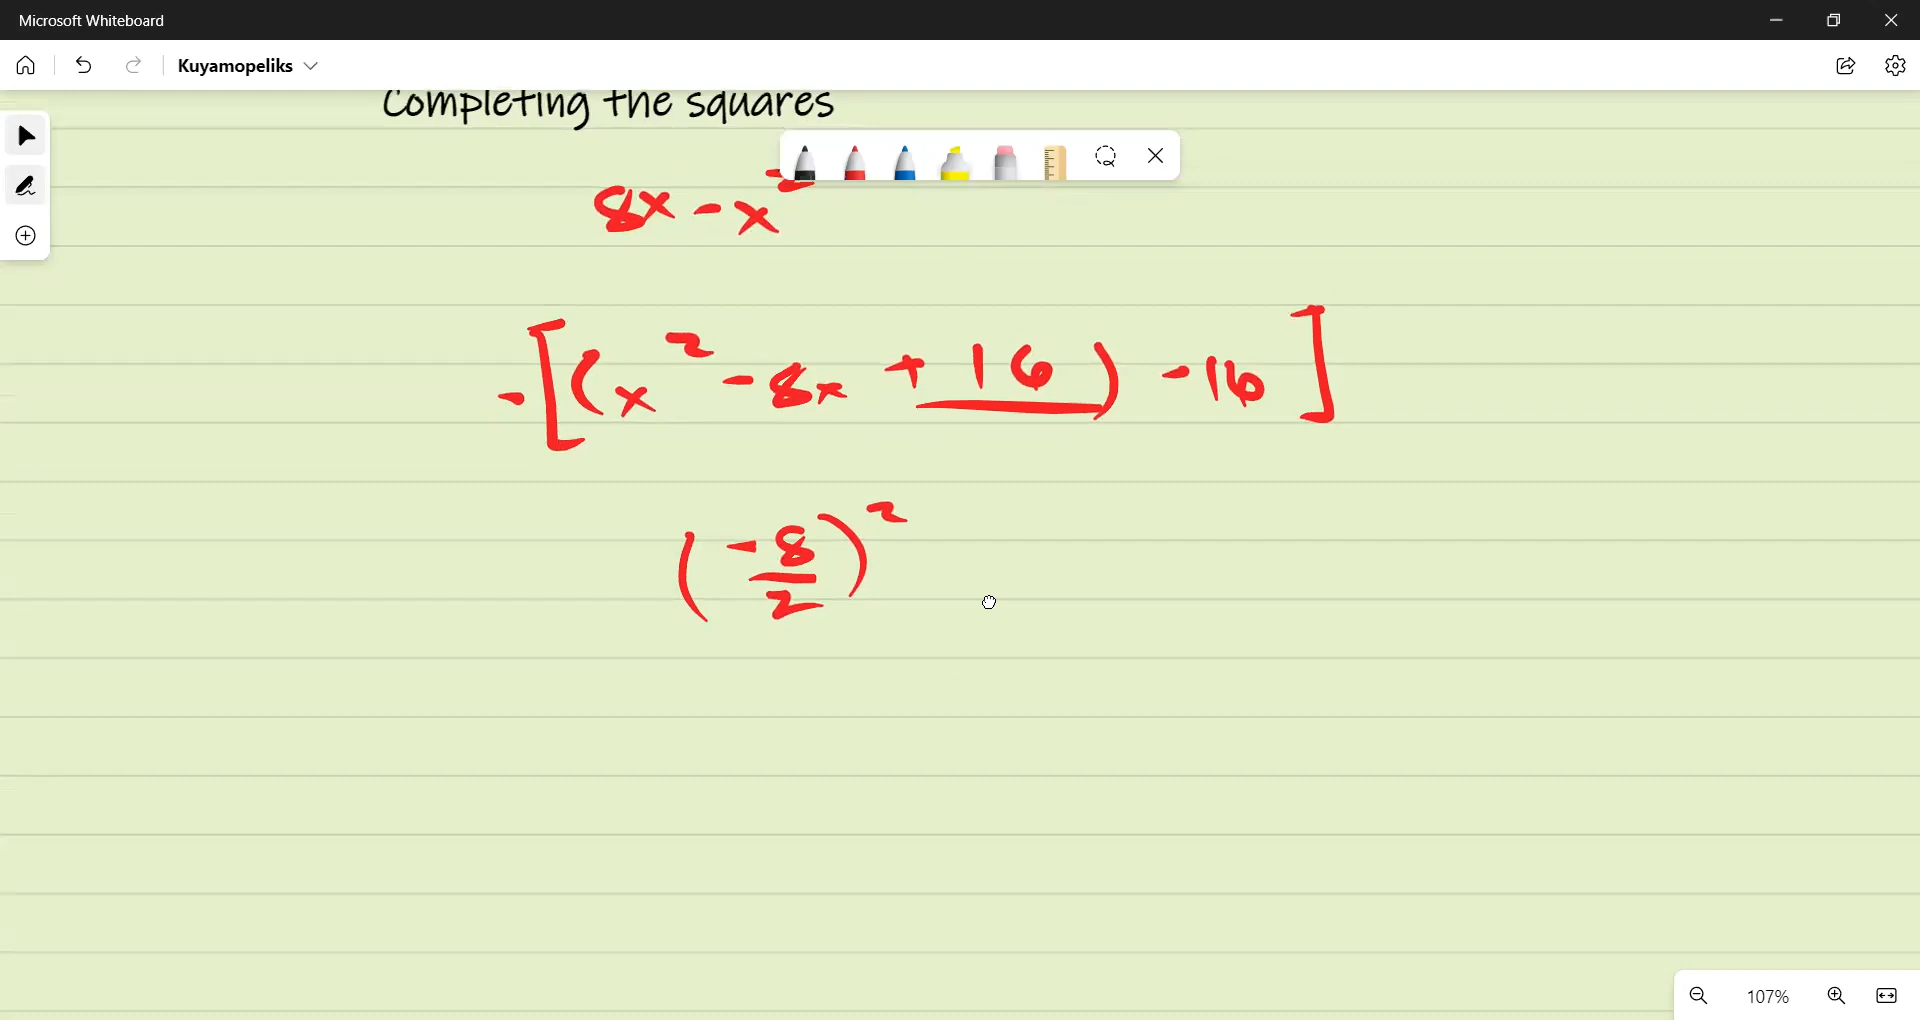 Microsoft Whiteboard
Kuyamopeliks
Completing the squares
8x - x²
-[(x² - 8x + 16) - 16]
(-8/2)²
107%